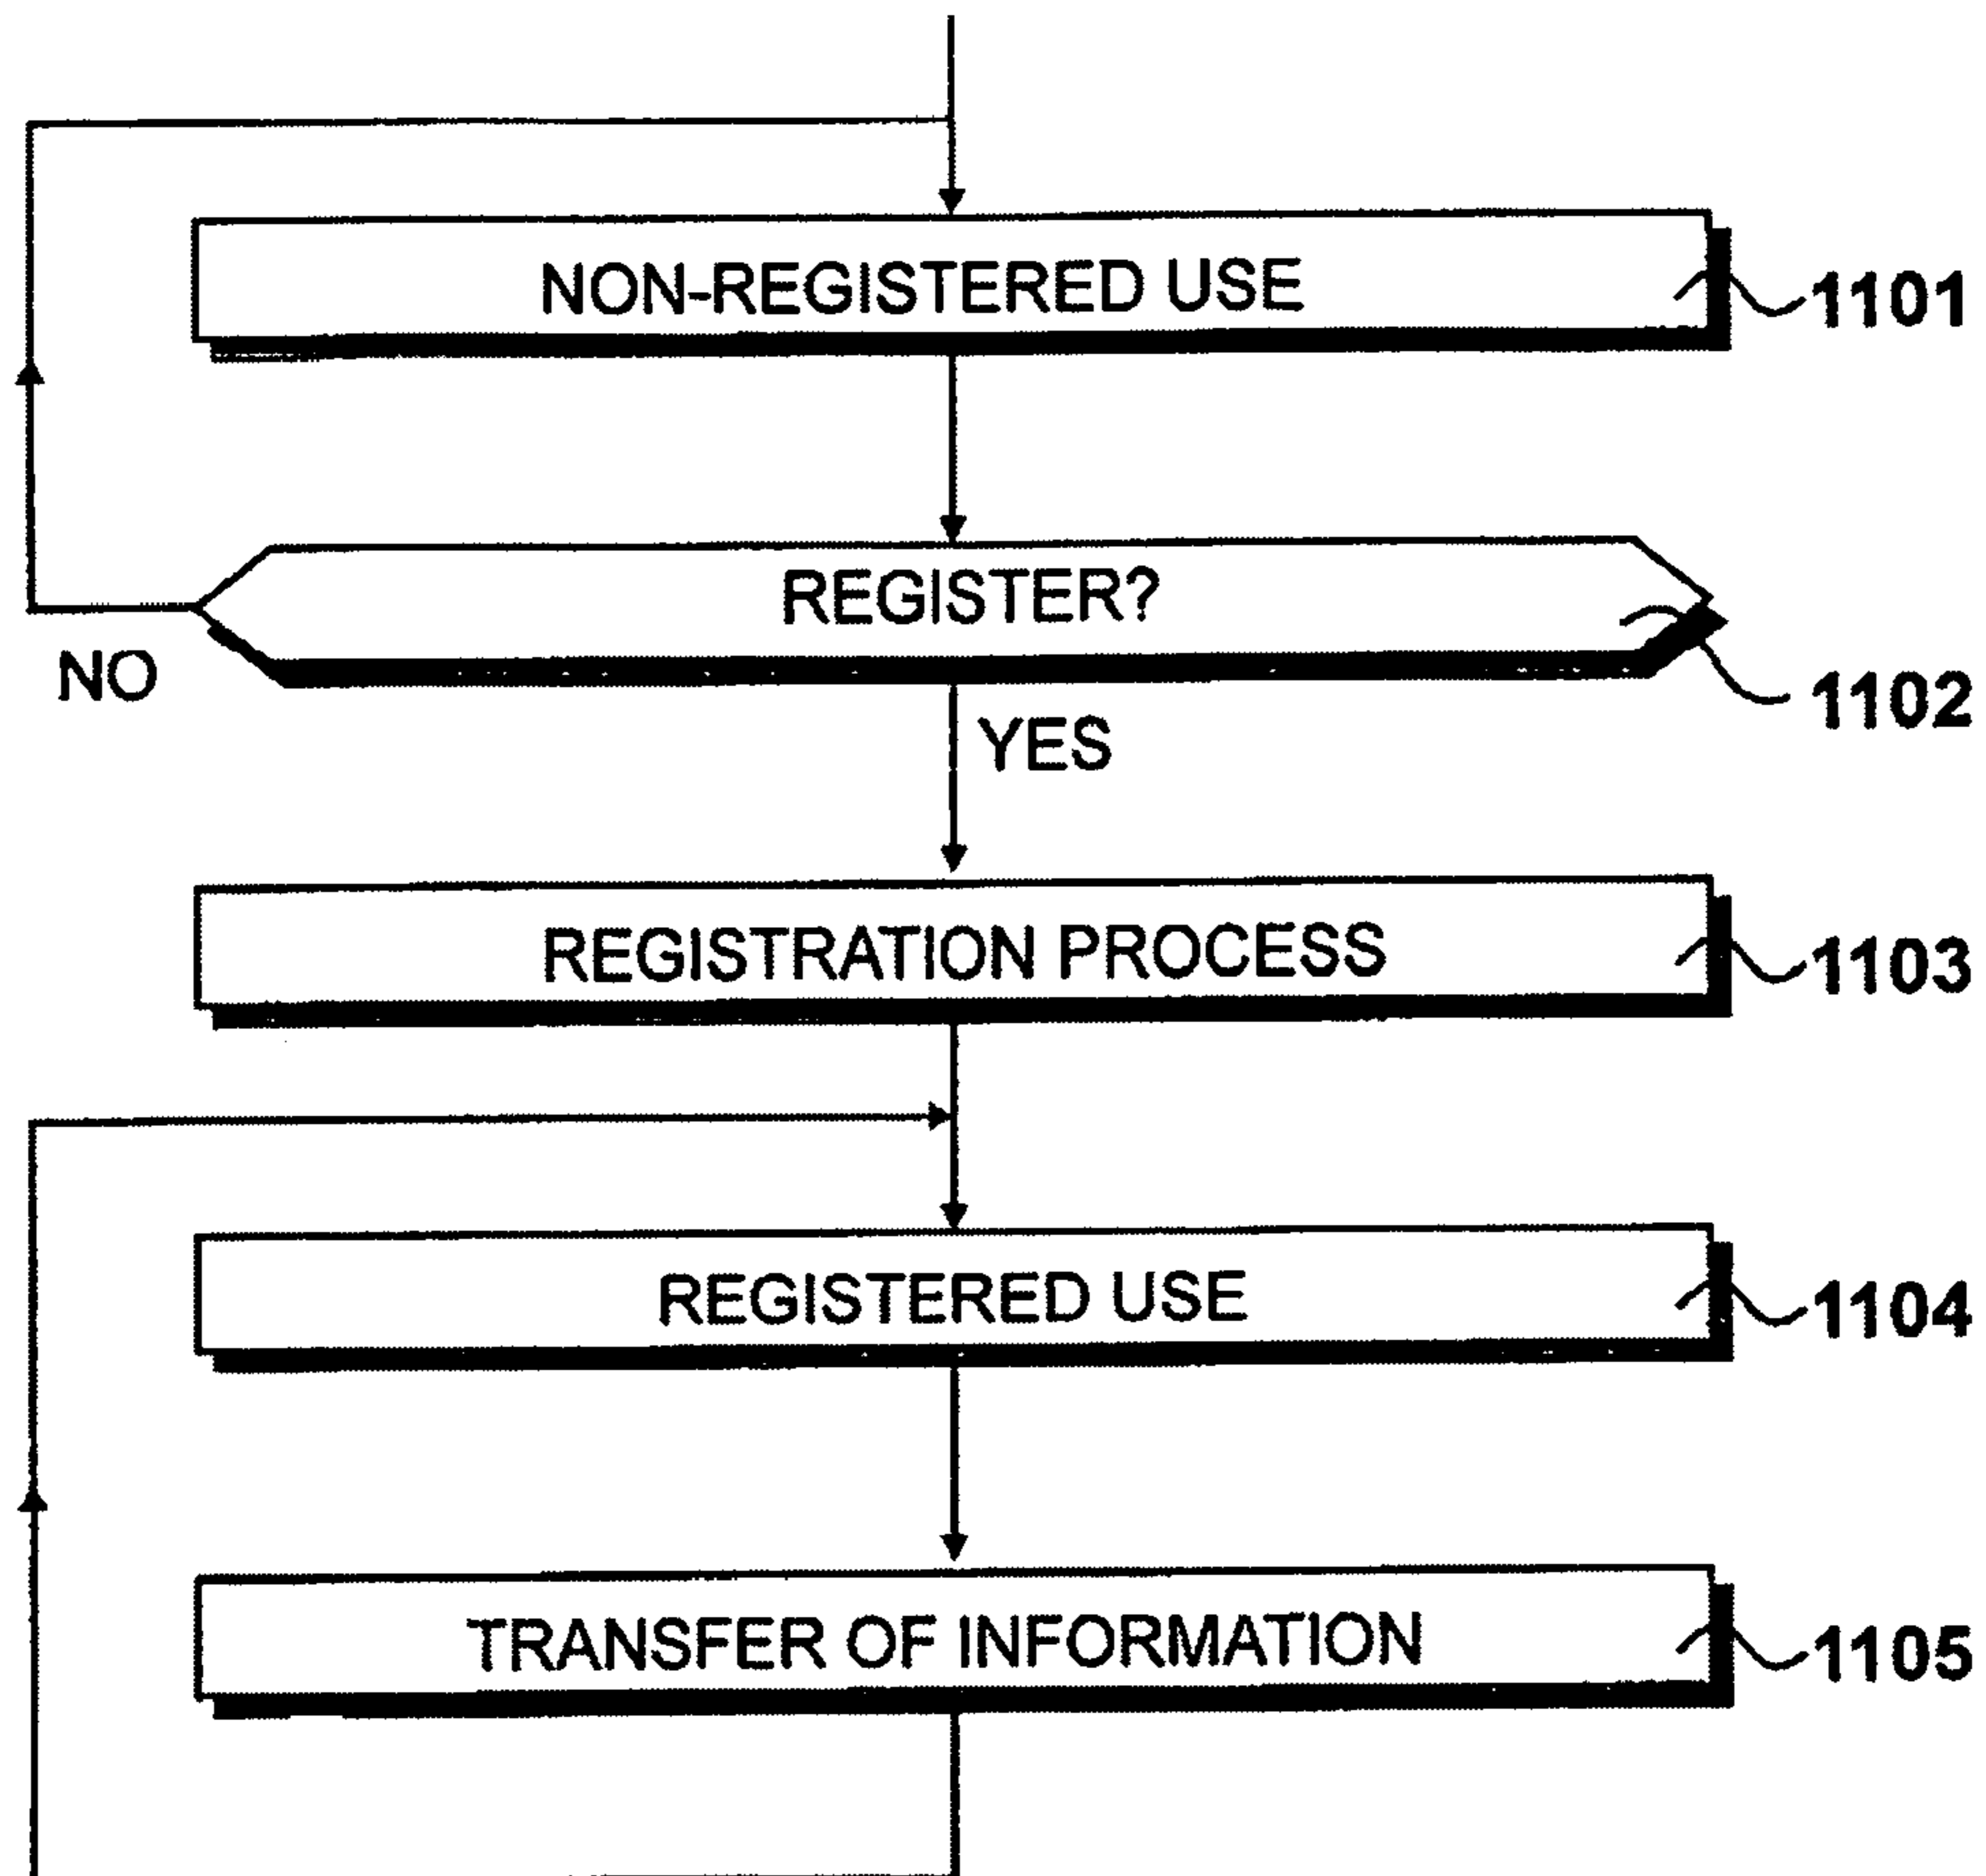 NON-REGISTERED USE
1101
REGISTER?
NO
1102
YES
REGISTRATION PROCESS
1103
REGISTERED USE
1104
TRANSFER OF INFORMATION
1105